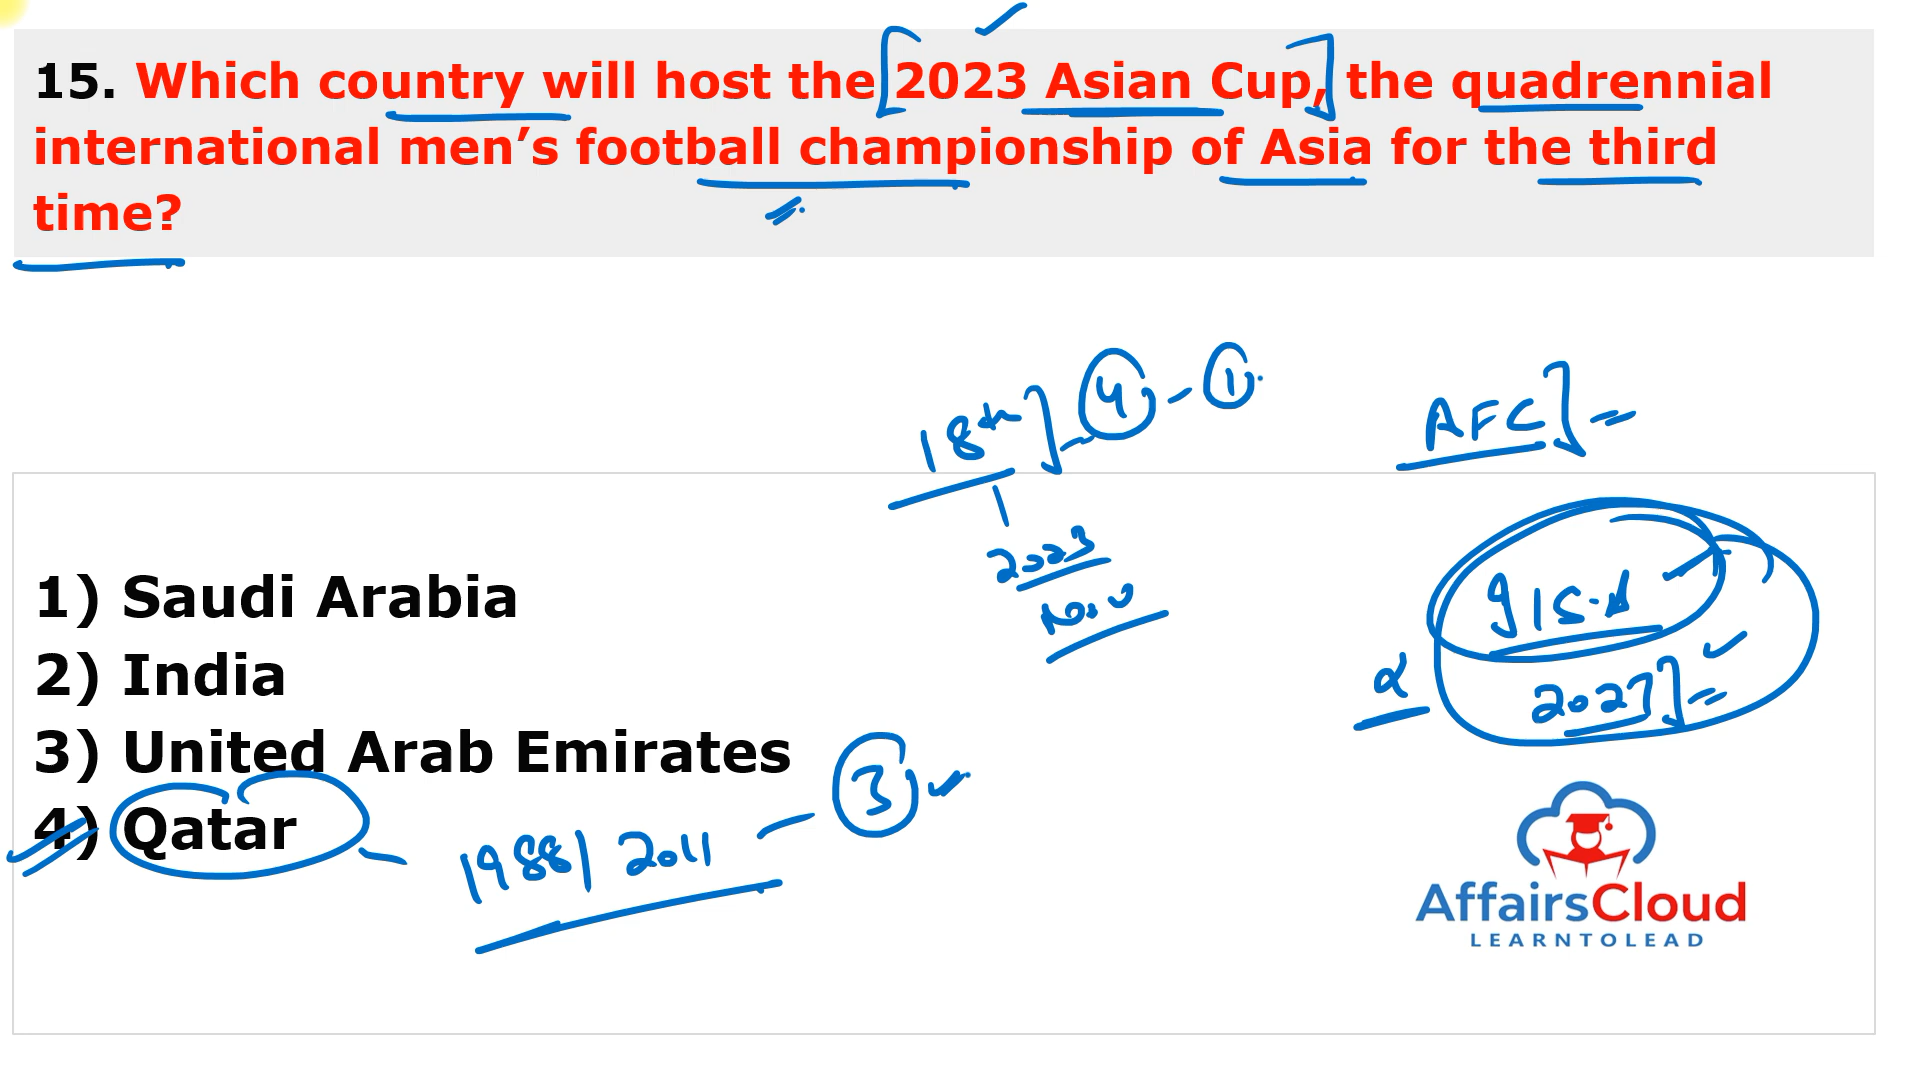 15. Which country will host the 2023 Asian Cup, the quadrennial
international men’s football championship of Asia for the third
time?
18th] - 4 - 1
AFC] =
2023
1) Saudi Arabia
2) India
3) United Arab Emirates
4) Qatar
2027] =
1988 / 2011 - 3
AffairsCloud
LEARNTOLEAD